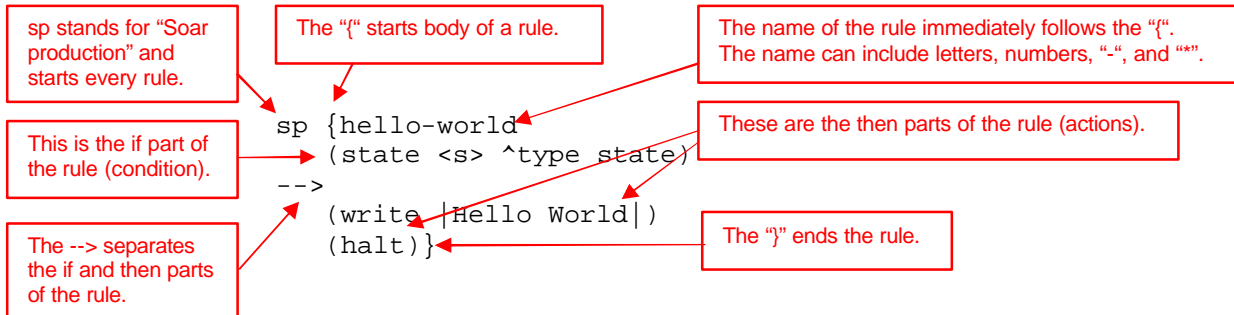 sp stands for “Soar
production” and
starts every rule.
The “{“ starts body of a rule.
The name of the rule immediately follows the “{“.
The name can include letters, numbers, “-“, and “*”.
sp {hello-world
(state <s> ^type state)
-->
(write |Hello World|)
(halt)}
This is the if part of
the rule (condition).
These are the then parts of the rule (actions).
The --> separates
the if and then parts
of the rule.
The “}” ends the rule.